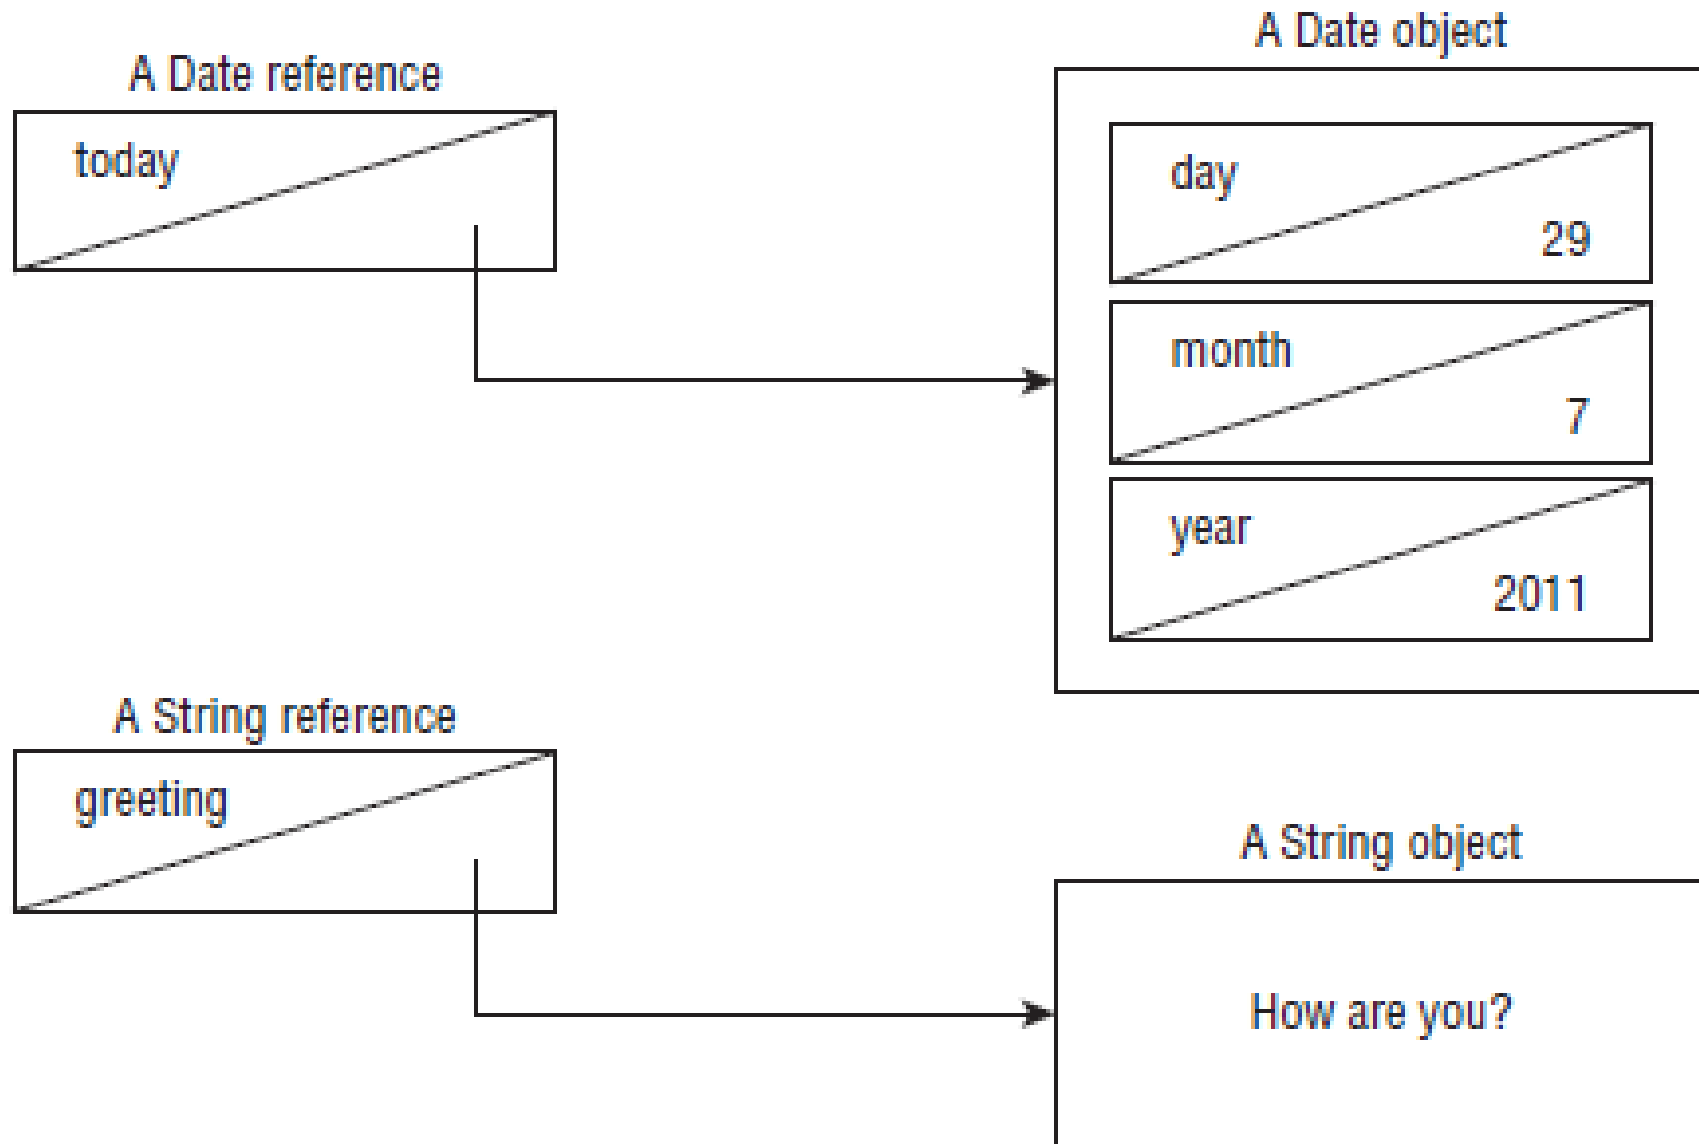 A Date reference
today
A Date object
day
29
month
7
year
2011
A String reference
greeting
A String object
How are you?